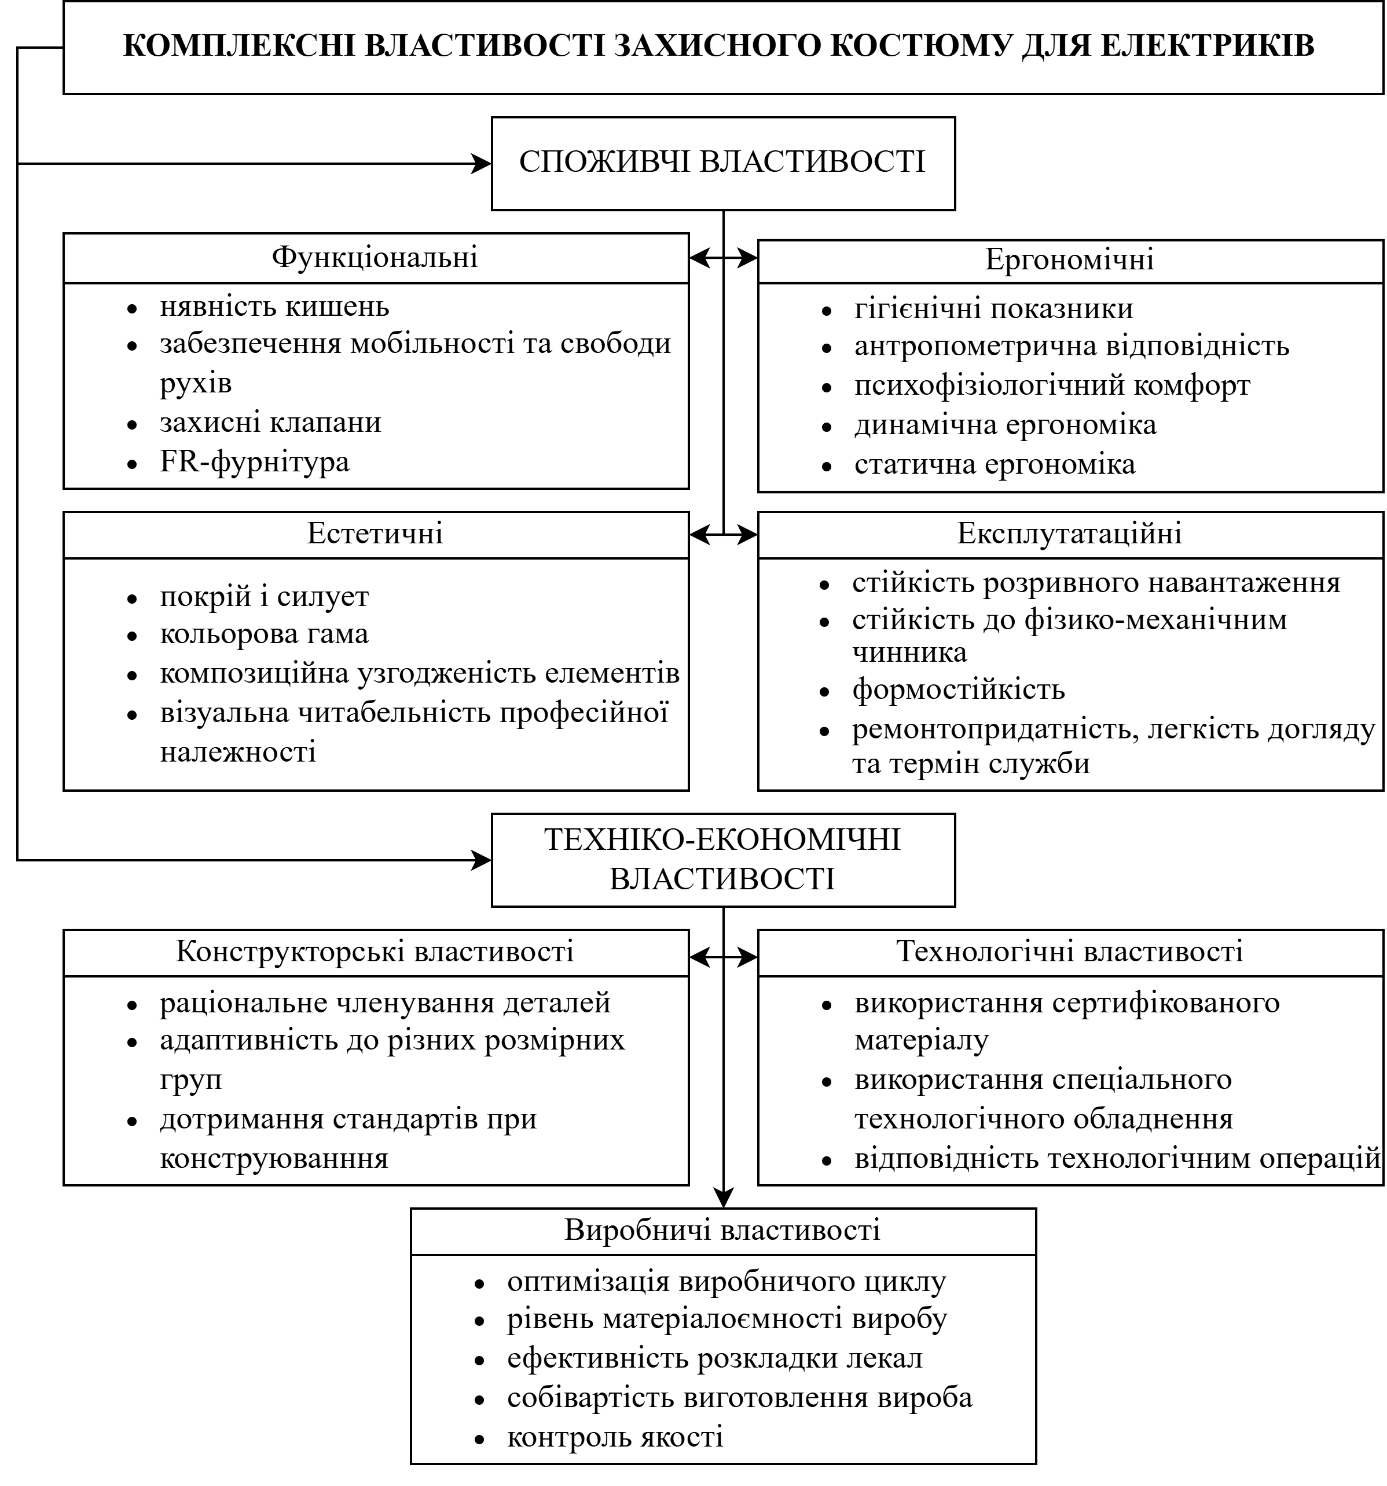 КОМПЛЕКСНІ ВЛАСТИВОСТІ ЗАХИСНОГО КОСТЮМУ ДЛЯ ЕЛЕКТРИКІВ
СПОЖИВЧІ ВЛАСТИВОСТІ
Функціональні
• нявність кишень
• забезпечення мобільності та свободи
рухів
• захисні клапани
• FR-фурнітура
Ергономічні
• гігієнічні показники
• антропометрична відповідність
• психофізіологічний комфорт
• динамічна ергономіка
• статична ергономіка
Естетичні
• покрій і силует
• кольорова гама
• композиційна узгодженість елементів
• візуальна читабельність професійної
належності
Експлутатаційні
• стійкість розривного навантаження
• стійкість до фізико-механічним
чинника
• формостійкість
• ремонтопридатність, легкість догляду
та термін служби
ТЕХНІКО-ЕКОНОМІЧНІ
ВЛАСТИВОСТІ
Конструкторські властивості
• раціональне членування деталей
• адаптивність до різних розмірних
груп
• дотримання стандартів при
конструюванння
Технологічні властивості
• використання сертифікованого
матеріалу
• використання спеціального
технологічного обладнення
• відповідність технологічним операцій
Виробничі властивості
• оптимізація виробничого циклу
• рівень матеріалоємності виробу
• ефективність розкладки лекал
• собівартість виготовлення вироба
• контроль якості